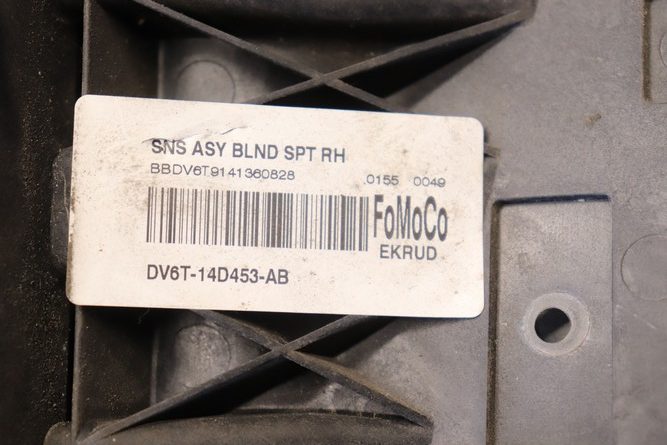 SNS ASY BLND SPT RH
BBDV6T9141360828 0155 0049
FoMoCo
EKRUD
DV6T-14D453-AB